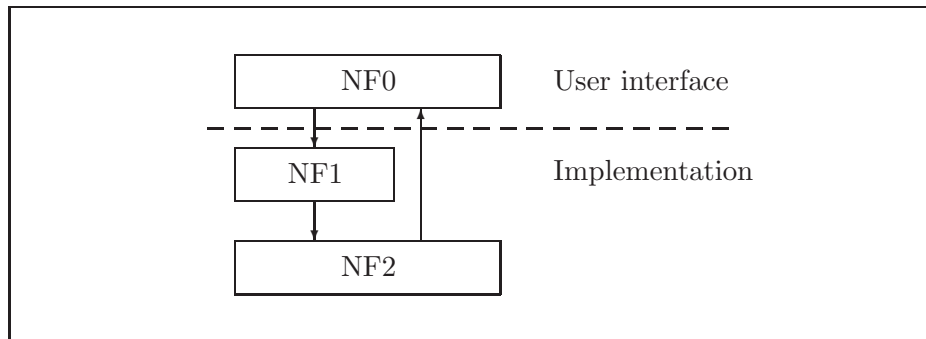 NF0
User interface
NF1
Implementation
NF2